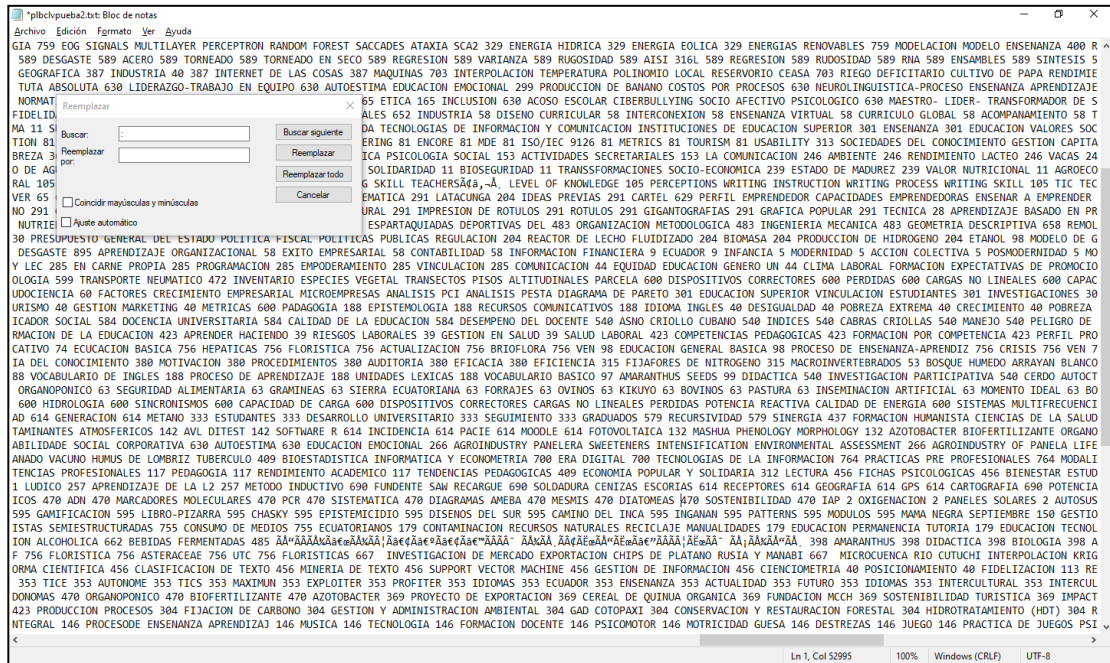 *plbclvpueba2.txt: Bloc de notas
Archivo Edición Formato Ver Ayuda
GIA 759 EOG SIGNALS MULTILAYER PERCEPTRON RANDOM FOREST SACCADES ATAXIA SCA2 329 ENERGIA HIDRICA 329 ENERGIA EOLICA 329 ENERGIAS RENOVABLES 759 MODELACION MODELO ENSENANZA 400 R
589 DESGASTE 589 ACERO 589 TORNEADO 589 TORNEADO EN SECO 589 REGRESION 589 VARIANZA 589 RUGOSIDAD 589 AISI 316L 589 REGRESION 589 RUDOSIDAD 589 RNA 589 ENSAMBLES 589 SINTESIS 5
GEOGRAFICA 387 INDUSTRIA 40 387 INTERNET DE LAS COSAS 387 MAQUINAS 703 INTERPOLACION TEMPERATURA POLINOMIO LOCAL RESERVORIO CEASA 703 RIEGO DEFICITARIO CULTIVO DE PAPA RENDIMIE
TUTA ABSOLUTA 630 LIDERAZGO-TRABAJO EN EQUIPO 630 AUTOESTIMA EDUCACION EMOCIONAL 299 PRODUCCION DE BANANO COSTOS POR PROCESOS 630 NEUROLINGUISTICA-PROCESO ENSENANZA APRENDIZAJE
NORMAT 65 ETICA 165 INCLUSION 630 ACOSO ESCOLAR CIBERBULLYING SOCIO AFECTIVO PSICOLOGICO 630 MAESTRO- LIDER- TRANSFORMADOR DE S
FIDELID ALES 652 INDUSTRIA 58 DISENO CURRICULAR 58 INTERCONEXION 58 ENSENANZA VIRTUAL 58 CURRICULO GLOBAL 58 ACOMPANAMIENTO 58 T
MA 11 S DA TECNOLOGIAS DE INFORMACION Y COMUNICACION INSTITUCIONES DE EDUCACION SUPERIOR 301 ENSENANZA 301 EDUCACION VALORES SOC
TION 81 ERING 81 ENCORE 81 MDE 81 ISO/IEC 9126 81 METRICS 81 TOURISM 81 USABILITY 313 SOCIEDADES DEL CONOCIMIENTO GESTION CAPITA
BREZA 3 ICA PSICOLOGIA SOCIAL 153 ACTIVIDADES SECRETARIALES 153 LA COMUNICACION 246 AMBIENTE 246 RENDIMIENTO LACTEO 246 VACAS 24
O DE AG SOLIDARIDAD 11 BIOSEGURIDAD 11 TRANSSFORMACIONES SOCIO-ECONOMICA 239 ESTADO DE MADUREZ 239 VALOR NUTRICIONAL 11 AGROECO
RAL 105 G SKILL TEACHERSÃ¢â‚¬Å¸ LEVEL OF KNOWLEDGE 105 PERCEPTIONS WRITING INSTRUCTION WRITING PROCESS WRITING SKILL 105 TIC TEC
VER 65 EMATICA 291 LATACUNGA 204 IDEAS PREVIAS 291 CARTEL 629 PERFIL EMPRENDEDOR CAPACIDADES EMPRENDEDORAS ENSENAR A EMPRENDER
NO 291 URAL 291 IMPRESION DE ROTULOS 291 ROTULOS 291 GIGANTOGRAFIAS 291 GRAFICA POPULAR 291 TECNICA 28 APRENDIZAJE BASADO EN PR
NUTRIEN ESPARTAQUIADAS DEPORTIVAS DEL 483 ORGANIZACION METODOLOGICA 483 INGENIERIA MECANICA 483 GEOMETRIA DESCRIPTIVA 658 REMOL
Reemplazar
Buscar: :
Reemplazar por:
Coincidir mayúsculas y minúsculas
Ajuste automático
Buscar siguiente
Reemplazar
Reemplazar todo
Cancelar
30 PRESUPUESTO GENERAL DEL ESTADO POLITICA FISCAL POLITICAS PUBLICAS REGULACION 204 REACTOR DE LECHO FLUIDIZADO 204 BIOMASA 204 PRODUCCION DE HIDROGENO 204 ETANOL 98 MODELO DE G
DESGASTE 895 APRENDIZAJE ORGANIZACIONAL 58 EXITO EMPRESARIAL 58 CONTABILIDAD 58 INFORMACION FINANCIERA 9 ECUADOR 9 INFANCIA 5 MODERNIDAD 5 ACCION COLECTIVA 5 POSMODERNIDAD 5 MO
Y LEC 285 EN CARNE PROPIA 285 PROGRAMACION 285 EMPODERAMIENTO 285 VINCULACION 285 COMUNICACION 44 EQUIDAD EDUCACION GENERO UN 44 CLIMA LABORAL FORMACION EXPECTATIVAS DE PROMOCIO
OLOGIA 599 TRANSPORTE NEUMATICO 472 INVENTARIO ESPECIES VEGETAL TRANSECTOS PISOS ALTITUDINALES PARCELA 600 DISPOSITIVOS CORRECTORES 600 PERDIDAS 600 CARGAS NO LINEALES 600 CAPAC
UDOCIENCIA 60 FACTORES CRECIMIENTO EMPRESARIAL MICROEMPRESAS ANALISIS PCI ANALISIS PESTA DIAGRAMA DE PARETO 301 EDUCACION SUPERIOR VINCULACION ESTUDIANTES 301 INVESTIGACIONES 30
URISMO 40 GESTION MARKETING 40 METRICAS 600 PADAGOGIA 188 EPISTEMOLOGIA 188 RECURSOS COMUNICATIVOS 188 IDIOMA INGLES 40 DESIGUALDAD 40 POBREZA EXTREMA 40 CRECIMIENTO 40 POBREZA
ICADOR SOCIAL 584 DOCENCIA UNIVERSITARIA 584 CALIDAD DE LA EDUCACION 584 DESEMPENO DEL DOCENTE 540 ASNO CRIOLLO CUBANO 540 INDICES 540 CABRAS CRIOLLAS 540 MANEJO 540 PELIGRO DE
RMACION DE LA EDUCACION 423 APRENDER HACIENDO 39 RIESGOS LABORALES 39 GESTION EN SALUD 39 SALUD LABORAL 423 COMPETENCIAS PEDAGOGICAS 423 FORMACION POR COMPETENCIA 423 PERFIL PRO
CATIVO 74 ECUACION BASICA 756 HEPATICAS 756 FLORISTICA 756 ACTUALIZACION 756 BRIOFLORA 756 VEN 98 EDUCACION GENERAL BASICA 98 PROCESO DE ENSENANZA-APRENDIZ 756 CRISIS 756 VEN 7
IA DEL CONOCIMIENTO 380 MOTIVACION 380 PROCEDIMIENTOS 380 AUDITORIA 380 EFICACIA 380 EFICIENCIA 315 FIJAFORES DE NITROGENO 315 MACROINVERTEBRADOS 53 BOSQUE HUMEDO ARRAYAN BLANCO
88 VOCABULARIO DE INGLES 188 PROCESO DE APRENDIZAJE 188 UNIDADES LEXICAS 188 VOCABULARIO BASICO 97 AMARANTHUS SEEDS 99 DIDACTICA 540 INVESTIGACION PARTICIPATIVA 540 CERDO AUTOCT
ORGANOPONICO 63 SEGURIDAD ALIMENTARIA 63 GRAMINEAS 63 SIERRA ECUATORIANA 63 FORRAJES 63 OVINOS 63 KIKUYO 63 BOVINOS 63 PASTURA 63 INSEMINACION ARTIFICIAL 63 MOMENTO IDEAL 63 BO
600 HIDROLOGIA 600 SINCRONISMOS 600 CAPACIDAD DE CARGA 600 DISPOSITIVOS CORRECTORES CARGAS NO LINEALES PERDIDAS POTENCIA REACTIVA CALIDAD DE ENERGIA 600 SISTEMAS MULTIFRECUENCI
AD 614 GENERACION 614 METANO 333 ESTUDIANTES 333 DESARROLLO UNIVERSITARIO 333 SEGUIMIENTO 333 GRADUADOS 579 RECURSIVIDAD 579 SINERGIA 437 FORMACION HUMANISTA CIENCIAS DE LA SALUD
TAMINANTES ATMOSFERICOS 142 AVL DITEST 142 SOFTWARE R 614 INCIDENCIA 614 PACIE 614 MOODLE 614 FOTOVOLTAICA 132 MASHUA PHENOLOGY MORPHOLOGY 132 AZOTOBACTER BIOFERTILIZANTE ORGANO
ABILIDADE SOCIAL CORPORATIVA 630 AUTOESTIMA 630 EDUCACION EMOCIONAL 266 AGROINDUSTRY PANELERA SWEETENERS INTENSIFICATION ENVIRONMENTAL ASSESSMENT 266 AGROINDUSTRY OF PANELA LIFE
ANADO VACUNO HUMUS DE LOMBRIZ TUBERCULO 409 BIOESTADISTICA INFORMATICA Y ECONOMETRIA 700 ERA DIGITAL 700 TECNOLOGIAS DE LA INFORMACION 764 PRACTICAS PRE PROFESIONALES 764 MODALI
TENCIAS PROFESIONALES 117 PEDAGOGIA 117 RENDIMIENTO ACADEMICO 117 TENDENCIAS PEDAGOGICAS 409 ECONOMIA POPULAR Y SOLIDARIA 312 LECTURA 456 FICHAS PSICOLOGICAS 456 BIENESTAR ESTUD
1 LUDICO 257 APRENDIZAJE DE LA L2 257 METODO INDUCTIVO 690 FUNDENTE SAW RECARGUE 690 SOLDADURA CENIZAS ESCORIAS 614 RECEPTORES 614 GEOGRAFIA 614 GPS 614 CARTOGRAFIA 690 POTENCIA
ICOS 470 ADN 470 MARCADORES MOLECULARES 470 PCR 470 SISTEMATICA 470 DIAGRAMAS AMEBA 470 MESMIS 470 DIATOMEAS 470 SOSTENIBILIDAD 470 IAP 2 OXIGENACION 2 PANELES SOLARES 2 AUTOSUS
595 GAMIFICACION 595 LIBRO-PIZARRA 595 CHASKY 595 EPISTEMICIDIO 595 DISENOS DEL SUR 595 CAMINO DEL INCA 595 INGANAN 595 PATTERNS 595 MODULOS 595 MAMA NEGRA SEPTIEMBRE 150 GESTIO
ISTAS SEMIESTRUCTURADAS 755 CONSUMO DE MEDIOS 755 ECUATORIANOS 179 CONTAMINACION RECURSOS NATURALES RECICLAJE MANUALIDADES 179 EDUCACION PERMANENCIA TUTORIA 179 EDUCACION TECNOL
ION ALCOHOLICA 662 BEBIDAS FERMENTADAS 485 398 AMARANTHUS 398 DIDACTICA 398 BIOLOGIA 398 A
F 756 FLORISTICA 756 ASTERACEAE 756 UTC 756 FLORISTICAS 667 INVESTIGACION DE MERCADO EXPORTACION CHIPS DE PLATANO RUSIA Y MANABI 667 MICROCUENCA RIO CUTUCHI INTERPOLACION KRIG
ORMA CIENTIFICA 456 CLASIFICACION DE TEXTO 456 MINERIA DE TEXTO 456 SUPPORT VECTOR MACHINE 456 GESTION DE INFORMACION 456 CIENCIOMETRIA 40 POSICIONAMIENTO 40 FIDELIZACION 113 RE
353 TICE 353 AUTONOME 353 TICS 353 MAXIMUN 353 EXPLOITER 353 PROFITER 353 IDIOMAS 353 ECUADOR 353 ENSENANZA 353 ACTUALIDAD 353 FUTURO 353 IDIOMAS 353 INTERCULTURAL 353 INTERCUL
DONOMAS 470 ORGANOPONICO 470 BIOFERTILIZANTE 470 AZOTOBACTER 369 PROYECTO DE EXPORTACION 369 CEREAL DE QUINUA ORGANICA 369 FUNDACION MCCH 369 SOSTENIBILIDAD TURISTICA 369 IMPACT
423 PRODUCCION PROCESOS 304 FIJACION DE CARBONO 304 GESTION Y ADMINISTRACION AMBIENTAL 304 GAD COTOPAXI 304 CONSERVACION Y RESTAURACION FORESTAL 304 HIDROTRATAMIENTO (HDT) 304 R
NTEGRAL 146 PROCESODE ENSENANZA APRENDIZAJ 146 MUSICA 146 TECNOLOGIA 146 FORMACION DOCENTE 146 PSICOMOTOR 146 MOTRICIDAD GUESA 146 DESTREZAS 146 JUEGO 146 PRACTICA DE JUEGOS PSI
Ln 1, Col 52995 100% Windows (CRLF) UTF-8